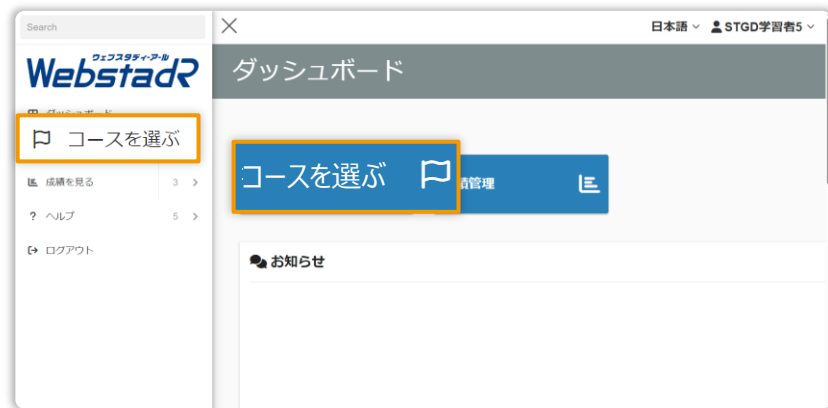 Search
日本語
STGD学習者5
ウェブスタディ・アール
WebstadR
ダッシュボード
コースを選ぶ
成績を見る 3
ヘルプ 5
ログアウト
ダッシュボード
コースを選ぶ
績管理
お知らせ